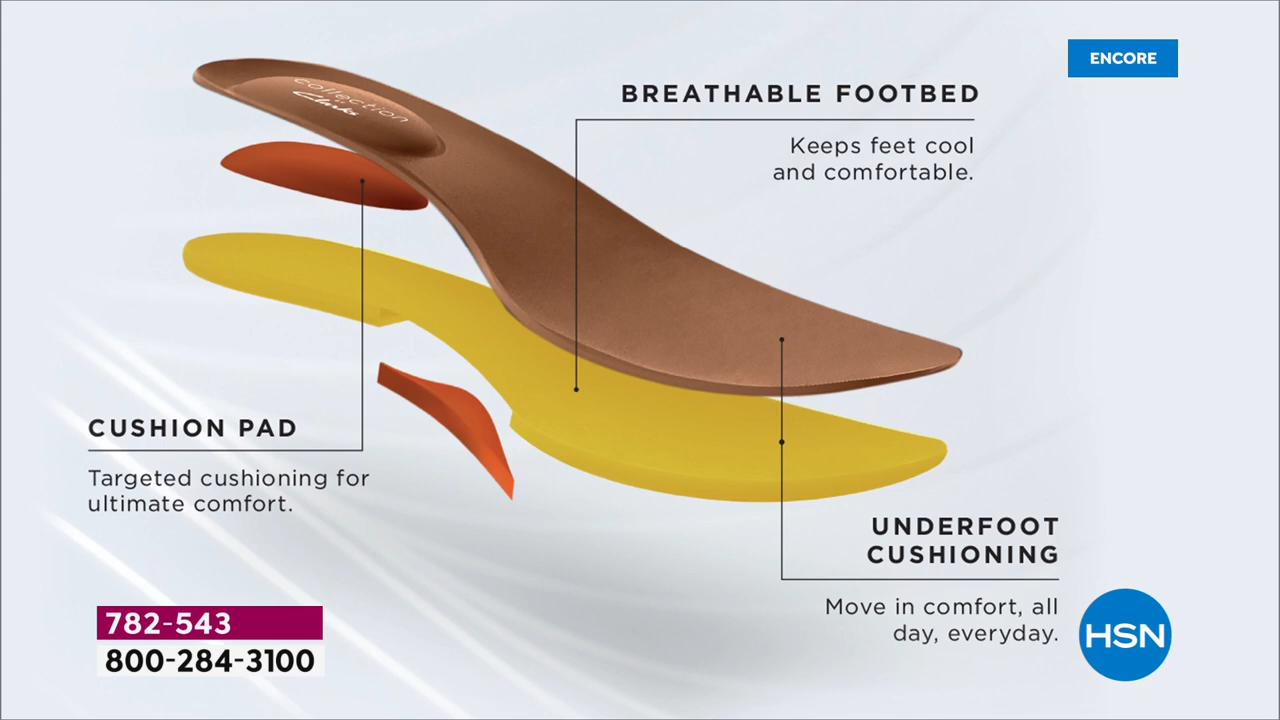 ENCORE
BREATHABLE FOOTBED
Keeps feet cool
and comfortable.
collection
Clarks
CUSHION PAD
Targeted cushioning for
ultimate comfort.
UNDERFOOT
CUSHIONING
Move in comfort, all
day, everyday.
782-543
800-284-3100
HSN